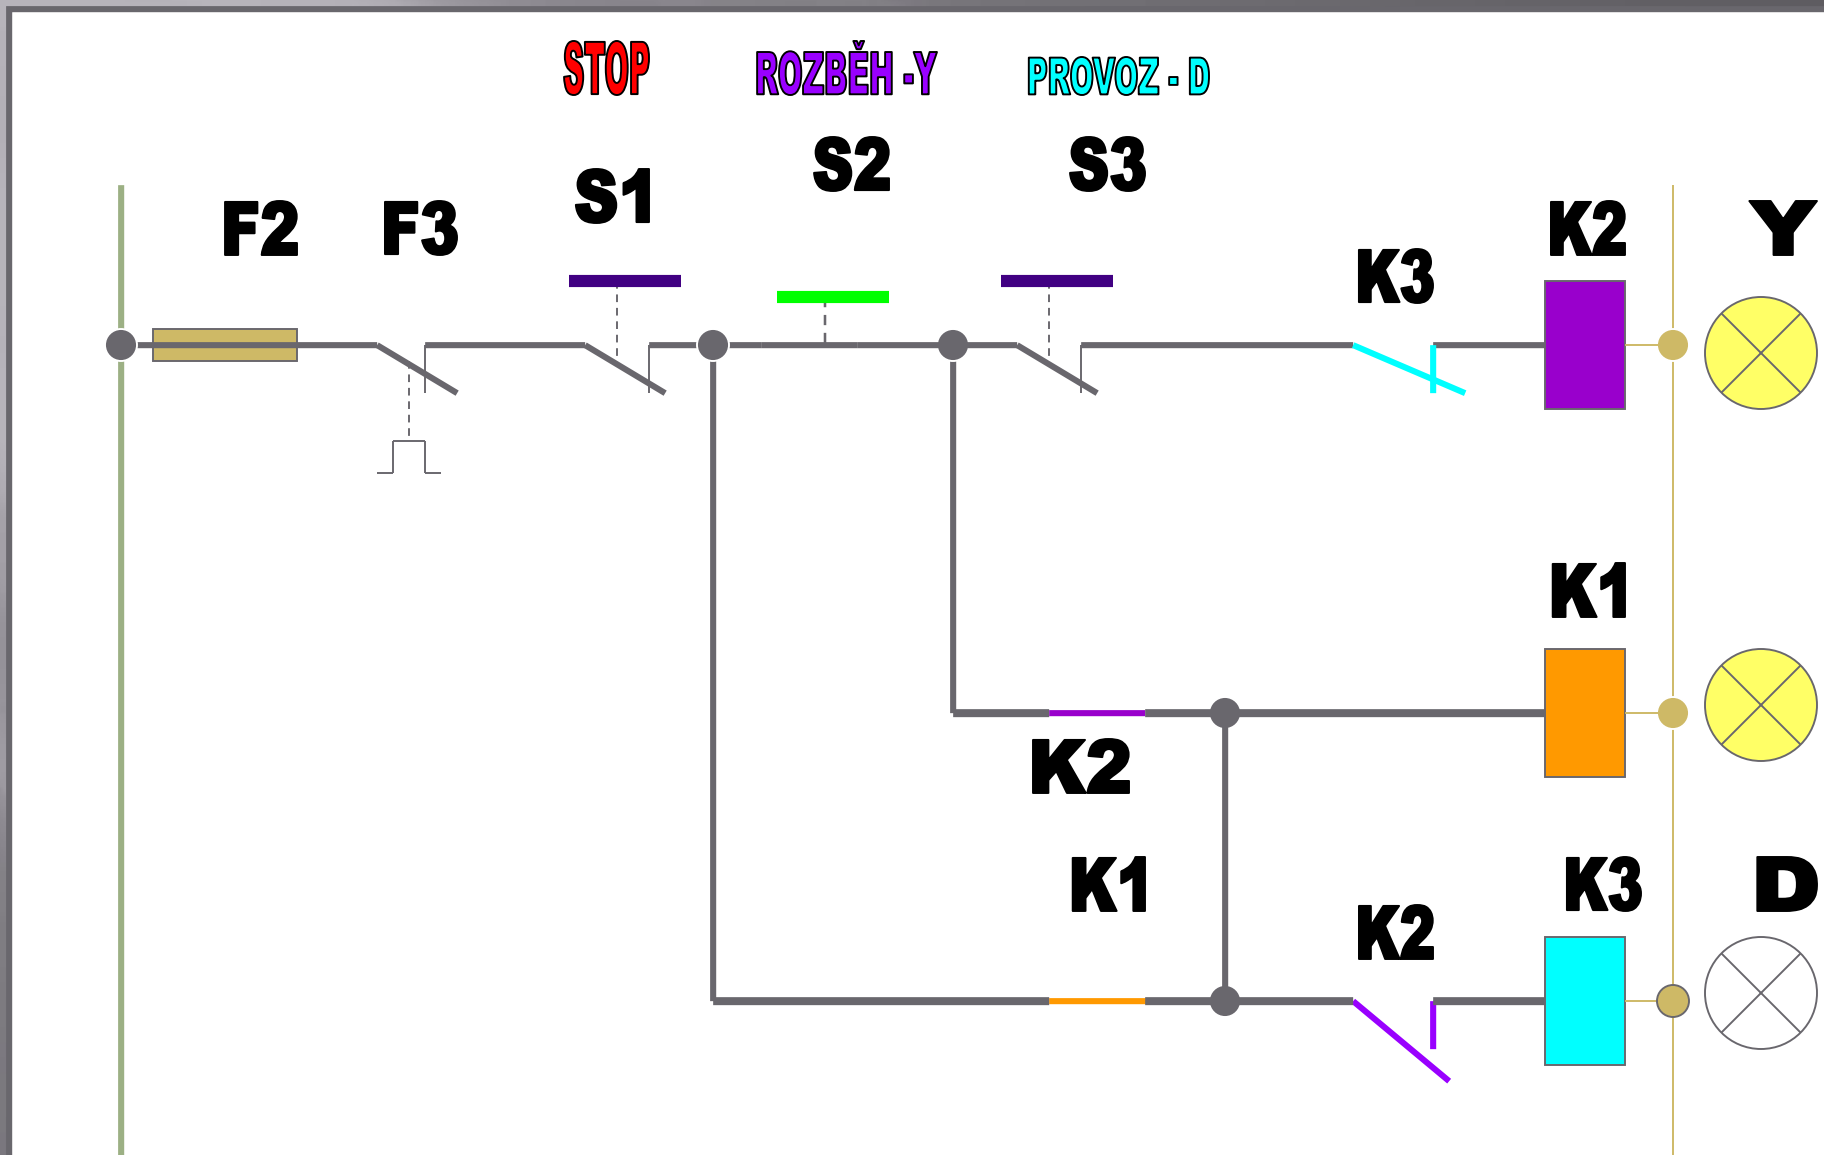 STOP
ROZBĚH -Y
PROVOZ - D
S1
S2
S3
F2
F3
K3
K2
Y
K1
K2
K1
K2
K3
D